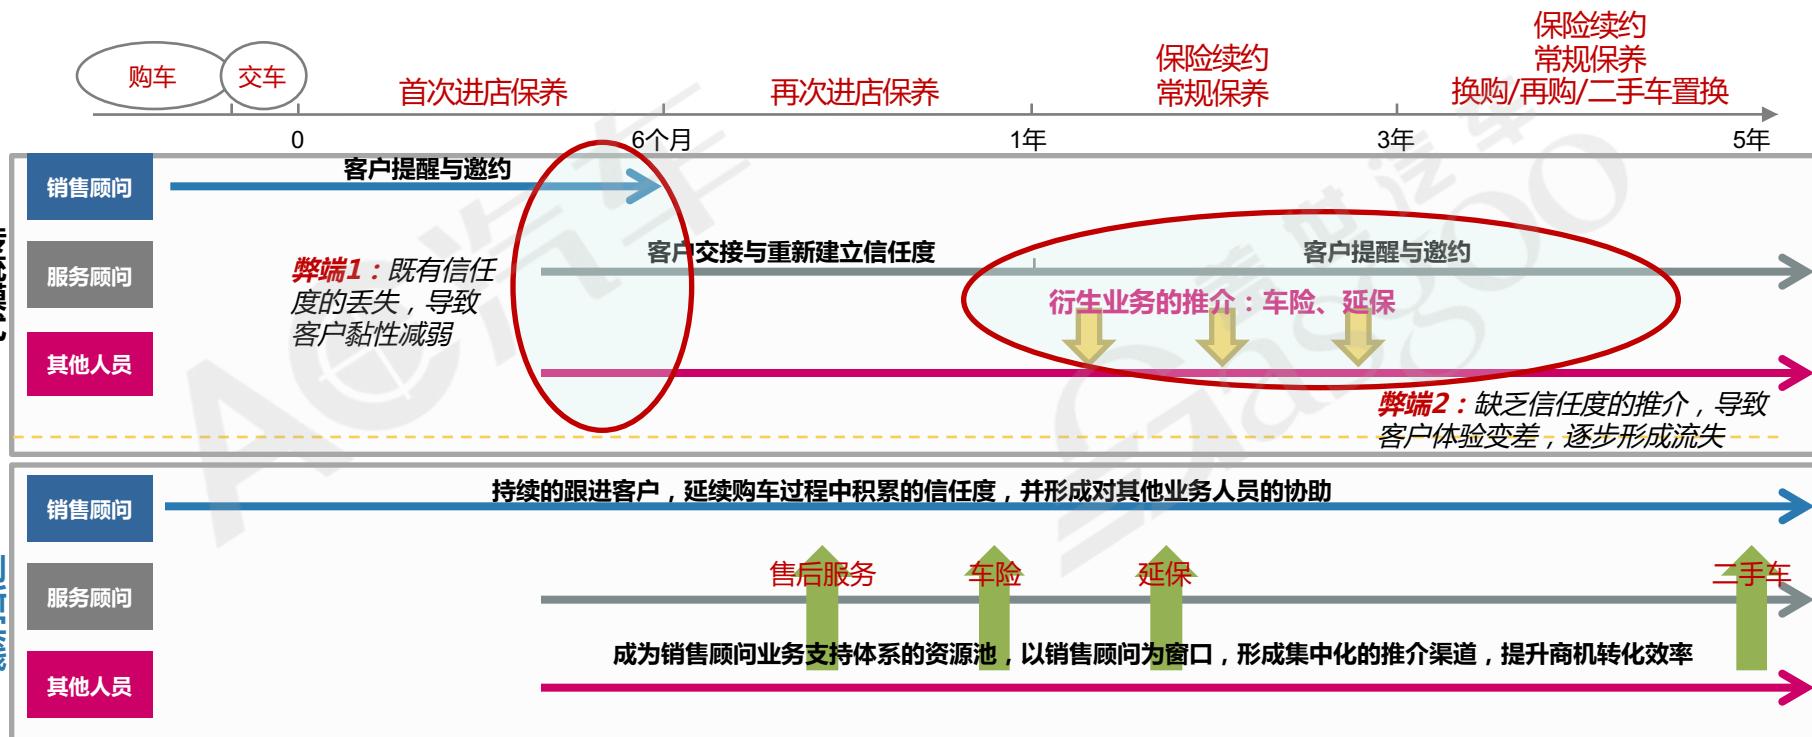 保险续约
常规保养
换购/再购/二手车置换
保险续约
常规保养
购车
交车
首次进店保养
再次进店保养
0
6个月
1年
3年
5年
销售顾问
客户提醒与邀约
服务顾问
客户交接与重新建立信任度
客户提醒与邀约
弊端1：既有信任
度的丢失，导致
客户黏性减弱
衍生业务的推介：车险、延保
其他人员
弊端2：缺乏信任度的推介，导致
客户体验变差，逐步形成流失
销售顾问
持续的跟进客户，延续购车过程中积累的信任度，并形成对其他业务人员的协助
服务顾问
售后服务
车险
延保
二手车
成为销售顾问业务支持体系的资源池，以销售顾问为窗口，形成集中化的推介渠道，提升商机转化效率
其他人员
AC汽车
盖世汽车
Gasgoo